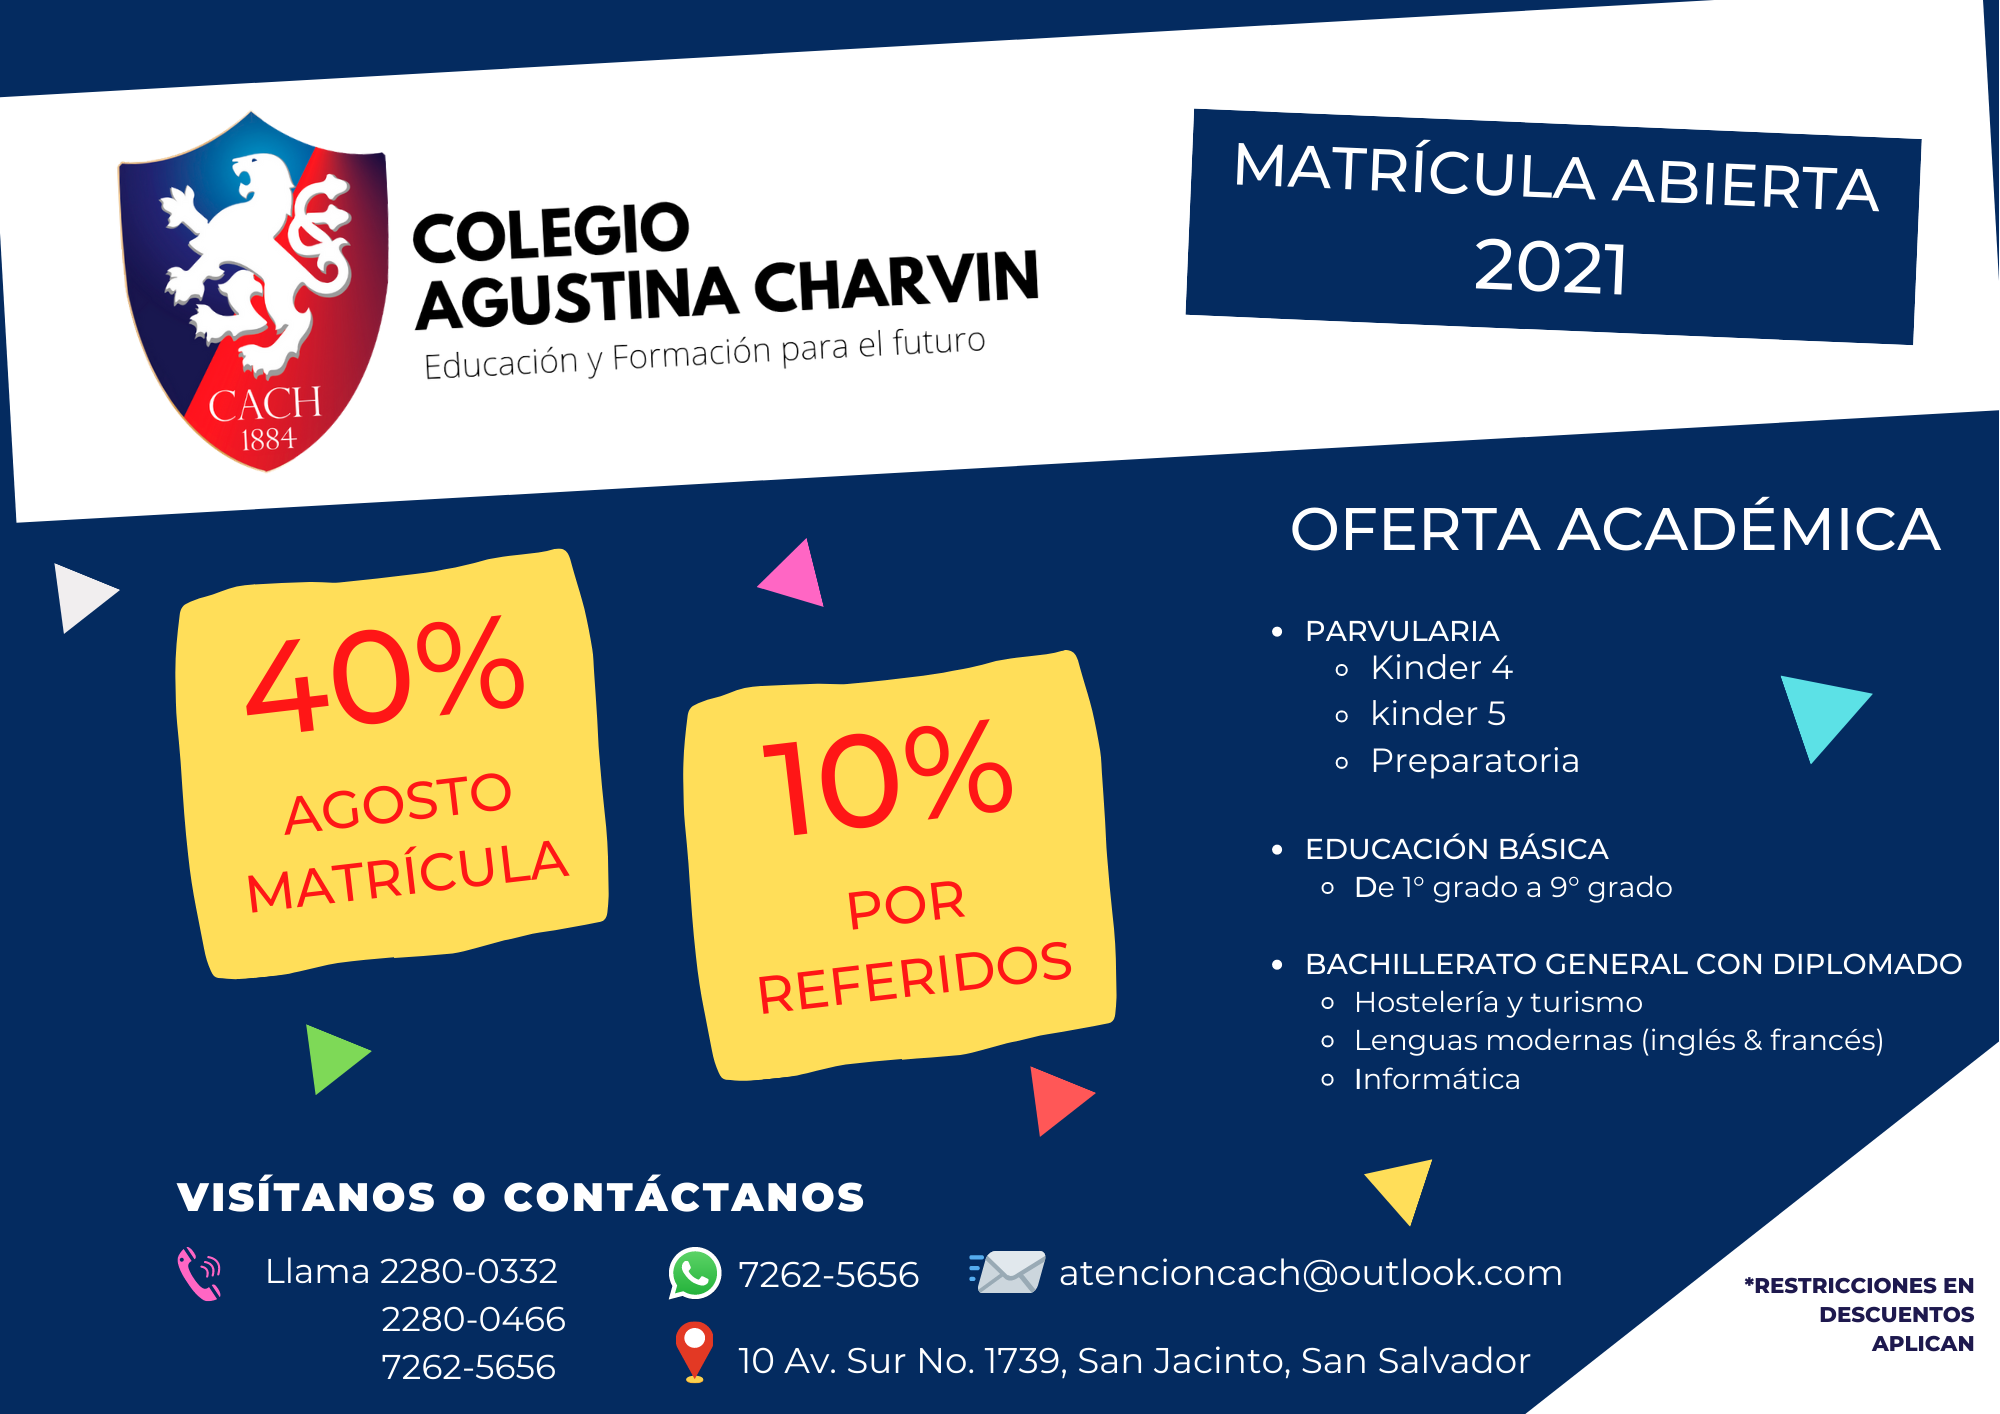 CACH
1884
COLEGIO
AGUSTINA CHARVIN
Educación y Formación para el futuro
MATRÍCULA ABIERTA
2021
40%
AGOSTO
MATRÍCULA
10%
POR
REFERIDOS
OFERTA ACADÉMICA
PARVULARIA
Kinder 4
kinder 5
Preparatoria
EDUCACIÓN BÁSICA
De 1° grado a 9° grado
BACHILLERATO GENERAL CON DIPLOMADO
Hostelería y turismo
Lenguas modernas (inglés & francés)
Informática
VISÍTANOS O CONTÁCTANOS
Llama 2280-0332
2280-0466
7262-5656
7262-5656
atencioncach@outlook.com
10 Av. Sur No. 1739, San Jacinto, San Salvador
*RESTRICCIONES EN
DESCUENTOS
APLICAN